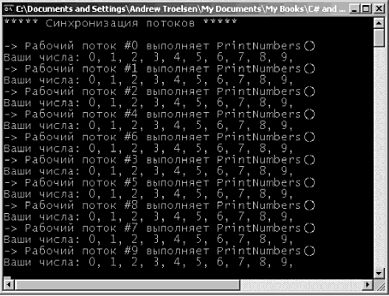 C:\Documents and Settings\Andrew Troelsen\My Documents\My Books\C# and ...
***** Синхронизация потоков *****
-> Рабочий поток #0 выполняет PrintNumbers()
Ваши числа: 0, 1, 2, 3, 4, 5, 6, 7, 8, 9,
-> Рабочий поток #1 выполняет PrintNumbers()
Ваши числа: 0, 1, 2, 3, 4, 5, 6, 7, 8, 9,
-> Рабочий поток #2 выполняет PrintNumbers()
Ваши числа: 0, 1, 2, 3, 4, 5, 6, 7, 8, 9,
-> Рабочий поток #4 выполняет PrintNumbers()
Ваши числа: 0, 1, 2, 3, 4, 5, 6, 7, 8, 9,
-> Рабочий поток #6 выполняет PrintNumbers()
Ваши числа: 0, 1, 2, 3, 4, 5, 6, 7, 8, 9,
-> Рабочий поток #3 выполняет PrintNumbers()
Ваши числа: 0, 1, 2, 3, 4, 5, 6, 7, 8, 9,
-> Рабочий поток #5 выполняет PrintNumbers()
Ваши числа: 0, 1, 2, 3, 4, 5, 6, 7, 8, 9,
-> Рабочий поток #8 выполняет PrintNumbers()
Ваши числа: 0, 1, 2, 3, 4, 5, 6, 7, 8, 9,
-> Рабочий поток #7 выполняет PrintNumbers()
Ваши числа: 0, 1, 2, 3, 4, 5, 6, 7, 8, 9,
-> Рабочий поток #9 выполняет PrintNumbers()
Ваши числа: 0, 1, 2, 3, 4, 5, 6, 7, 8, 9,